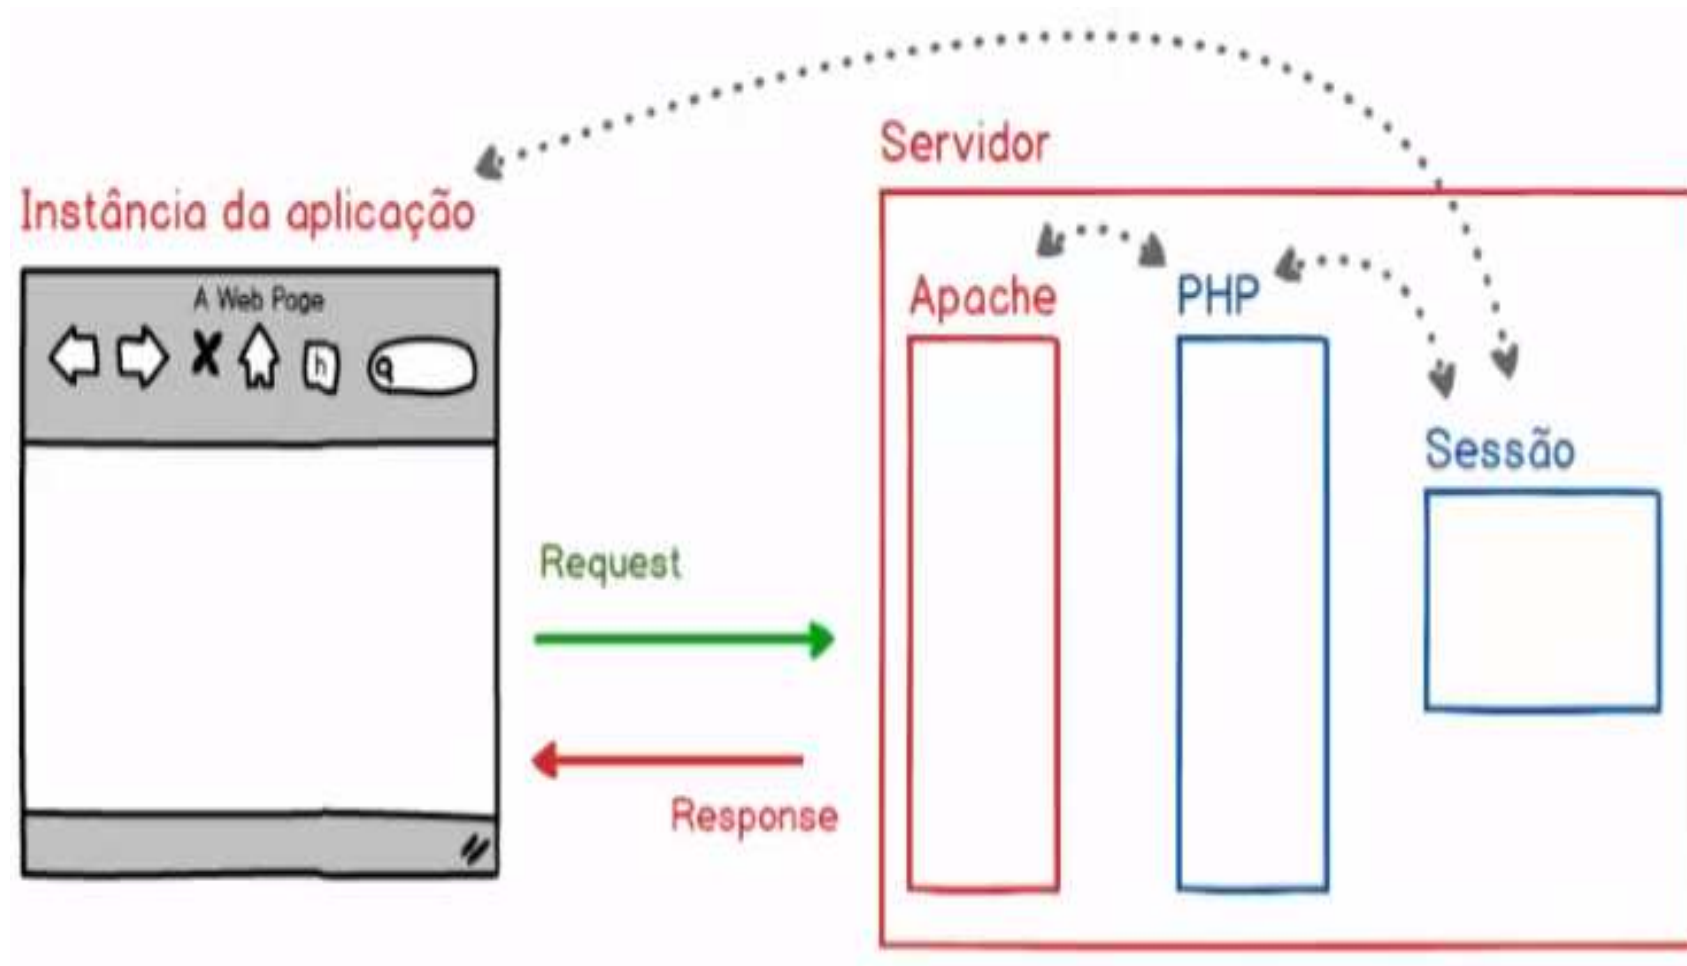 Servidor
Instância da aplicação
A Web Page
h
Apache
PHP
Sessão
Request
Response